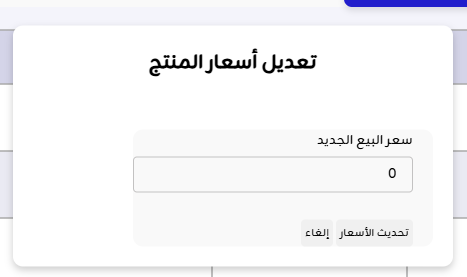 تعديل أسعار المنتج
سعر البيع الجديد
0
تحديث الأسعار إلغاء